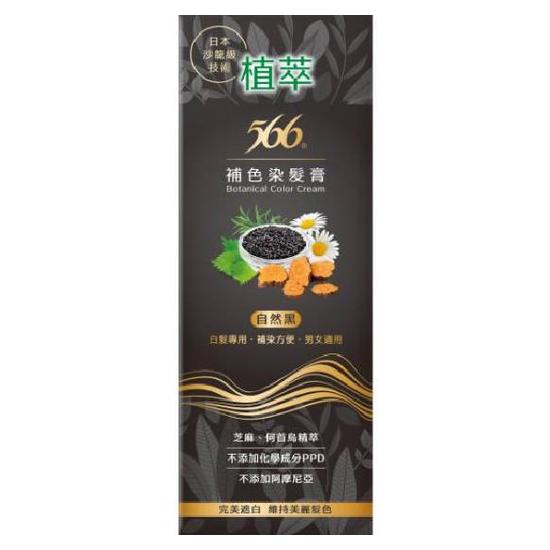 日本
沙龍級
技術
植萃
566®
補色染髮膏
Botanical Color Cream
自然黑
白髮專用・補染方便・男女適用
芝麻、何首烏精萃
不添加化學成分PPD
不添加阿摩尼亞
完美遮白 維持美麗髮色